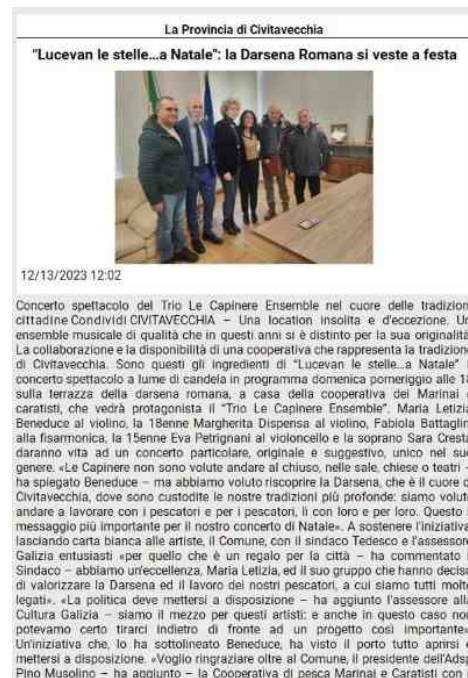 La Provincia di Civitavecchia
"Lucevan le stelle...a Natale": la Darsena Romana si veste a festa
12/13/2023 12:02
Concerto spettacolo del Trio Le Capinere Ensemble nel cuore delle tradizion
cittadine Condividi CIVITAVECCHIA – Una location insolita e d'eccezione. Un
ensemble musicale di qualità che in questi anni si è distinto per la sua originalità
La collaborazione e la disponibilità di una cooperativa che rappresenta la tradizione
di Civitavecchia. Sono questi gli ingredienti di "Lucevan le stelle...a Natale"
concerto spettacolo a lume di candela in programma domenica pomeriggio alle 18
sulla terrazza della darsena romana, a casa della cooperativa dei Marinai
caratisti, che vedrà protagonista il "Trio Le Capinere Ensemble". Maria Letizia
Beneduce al violino, la 18enne Margherita Dispensa al violino, Fabiola Battaglin
alla fisarmonica, la 15enne Eva Petrignani al violoncello e la soprano Sara Cresta
daranno vita ad un concerto particolare, originale e suggestivo, unico nel suo
genere. «Le Capinere non sono volute andare al chiuso, nelle sale, chiese o teatri –
ha spiegato Beneduce – ma abbiamo voluto riscoprire la Darsena, che è il cuore d
Civitavecchia, dove sono custodite le nostre tradizioni più profonde: siamo volut
andare a lavorare con i pescatori e per i pescatori, lì con loro e per loro. Questo
messaggio più importante per il nostro concerto di Natale». A sostenere l'iniziativa
lasciando carta bianca alle artiste, il Comune, con il sindaco Tedesco e l'assessore
Galizia entusiasti «per quello che è un regalo per la città – ha commentato
Sindaco – abbiamo un'eccellenza, Maria Letizia, ed il suo gruppo che hanno deciso
di valorizzare la Darsena ed il lavoro dei nostri pescatori, a cui siamo tutti molto
legati». «La politica deve mettersi a disposizione – ha aggiunto l'assessore alla
Cultura Galizia – siamo il mezzo per questi artisti: e anche in questo caso non
potevamo certo tirarci indietro di fronte ad un progetto così importante»
Un'iniziativa che, lo ha sottolineato Beneduce, ha visto il porto tutto aprirsi e
mettersi a disposizione. «Voglio ringraziare oltre al Comune, il presidente dell'Adsp
Pino Musolino – ha aggiunto – la Cooperativa di pesca Marinai e Caratisti con